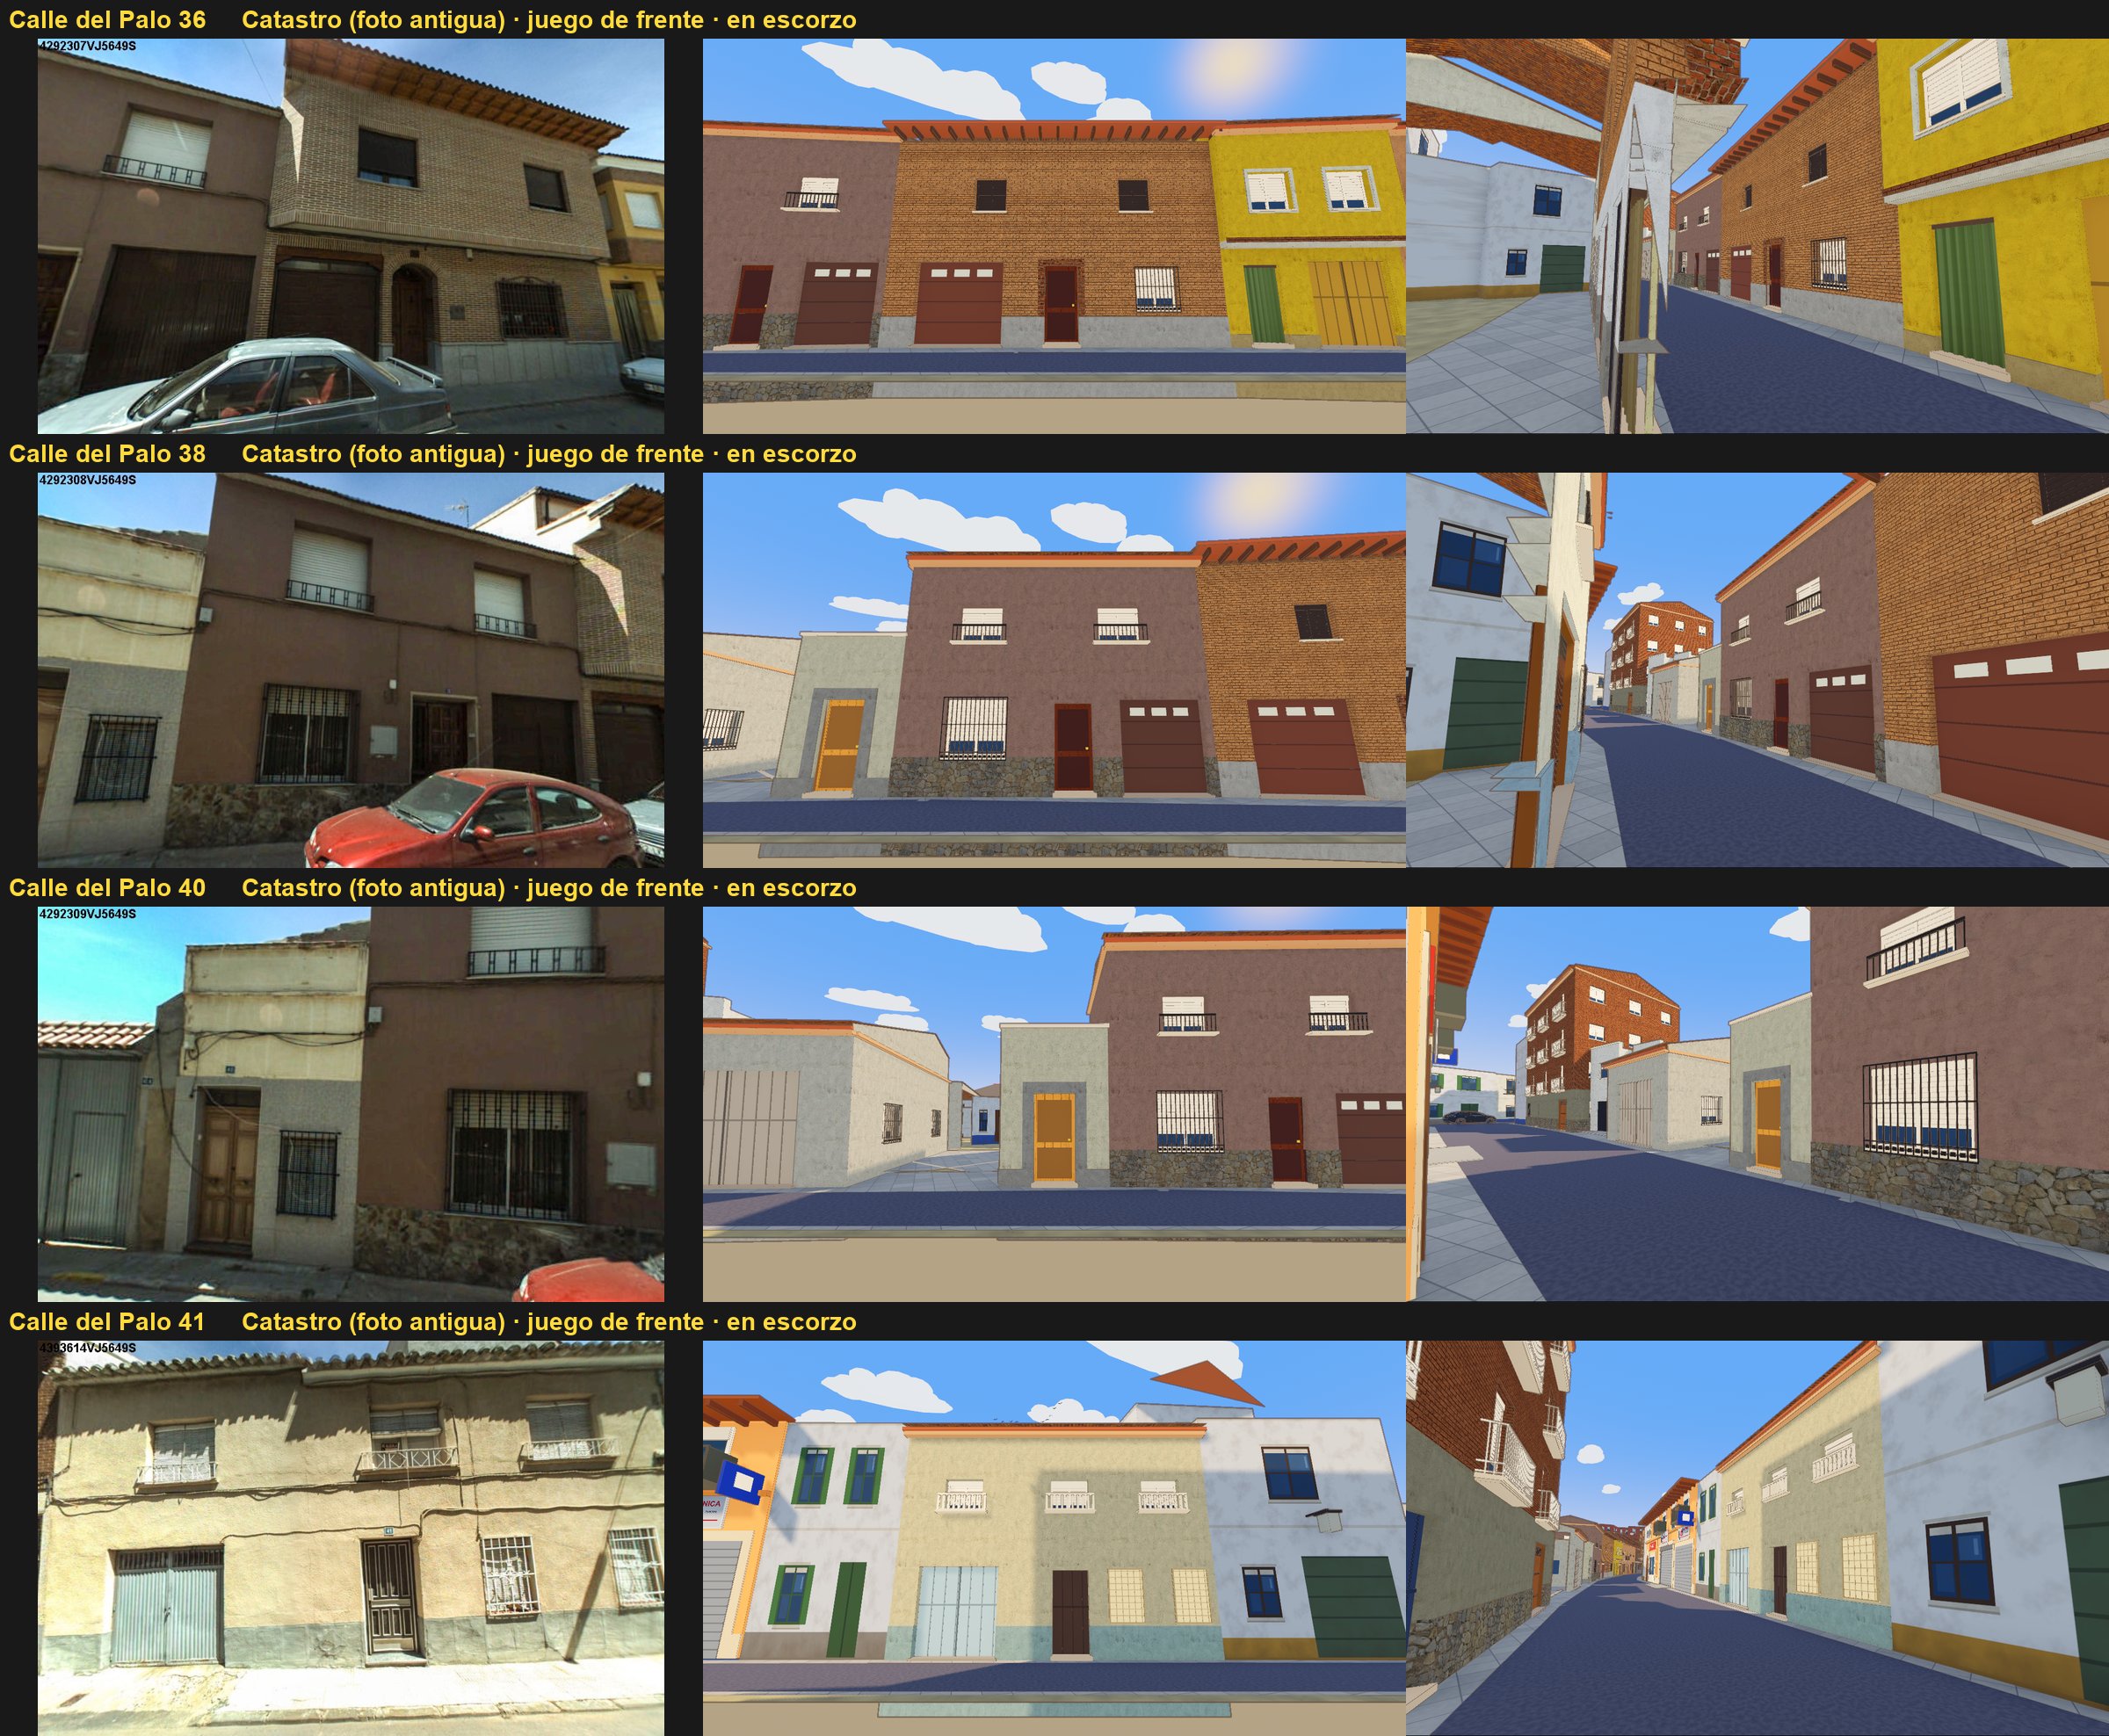 Calle del Palo 36 Catastro (foto antigua) · juego de frente · en escorzo
4292307VJ5649S
Calle del Palo 38 Catastro (foto antigua) · juego de frente · en escorzo
4292308VJ5649S
Calle del Palo 40 Catastro (foto antigua) · juego de frente · en escorzo
4292309VJ5649S
Calle del Palo 41 Catastro (foto antigua) · juego de frente · en escorzo
4393614VJ5649S
NICA